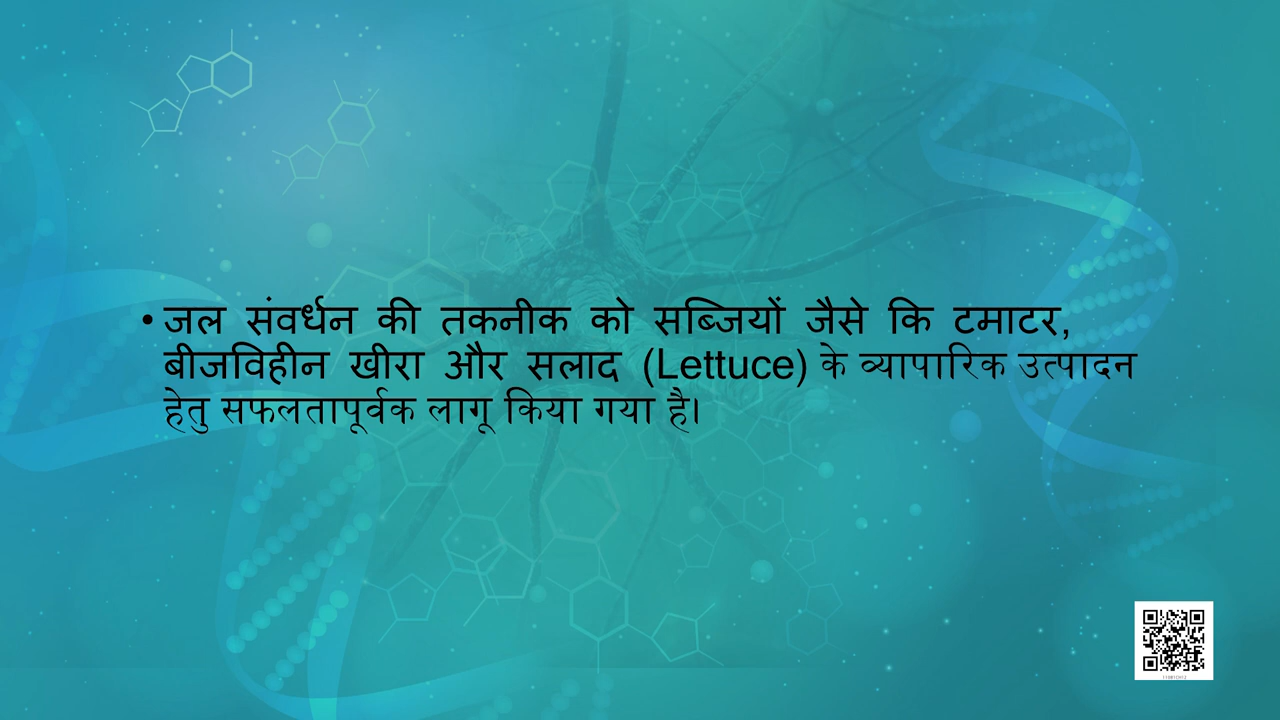 • जल संवर्धन की तकनीक को सब्जियों जैसे कि टमाटर,
बीजविहीन खीरा और सलाद (Lettuce) के व्यापारिक उत्पादन
हेतु सफलतापूर्वक लागू किया गया है।